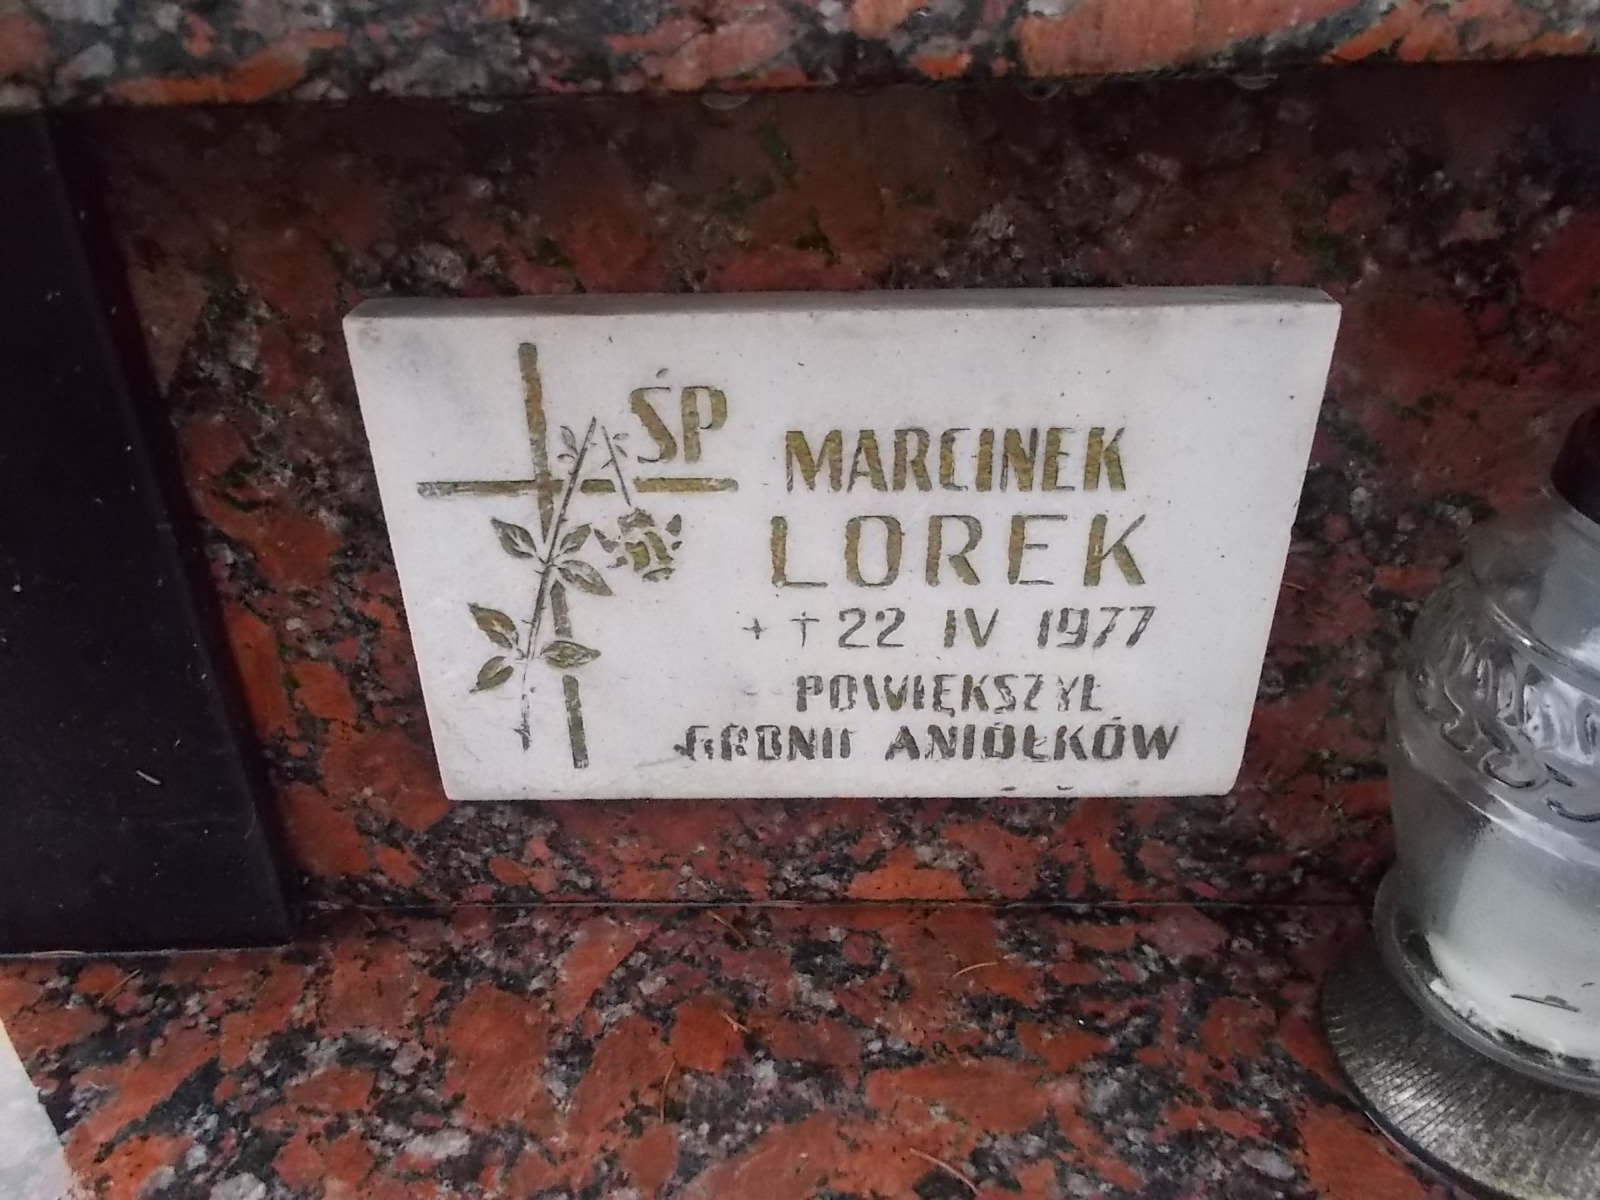 ŚP
MARCINEK
LOREK
+ † 22 IV 1977
POWIĘKSZYŁ
GRONO ANIOŁKÓW